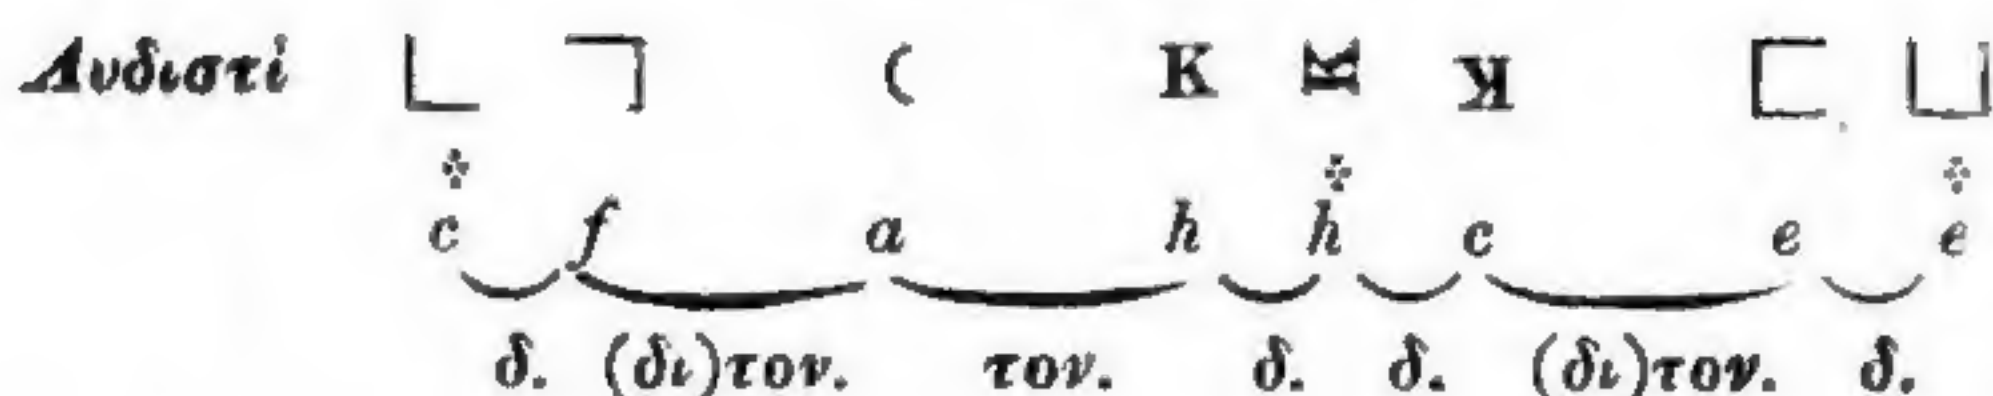 Λυδιστί L ㄱ ( K ꓘ ⊏ ⊔
c f a h h c e e
δ. (δι)τον. τον. δ. δ. (δι)τον. δ.